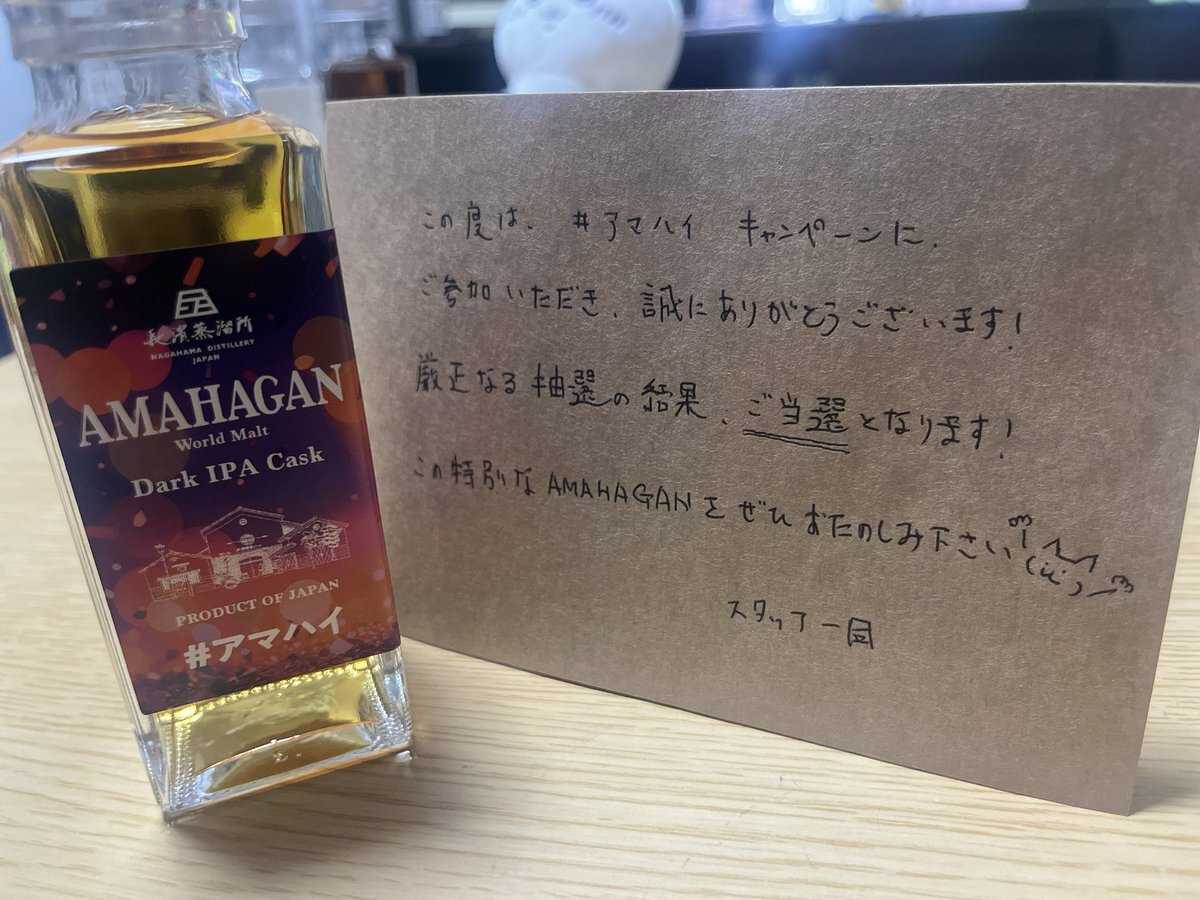 長濱蒸溜所
NAGAHAMA DISTILLERY
JAPAN
AMAHAGAN
World Malt
Dark IPA Cask
PRODUCT OF JAPAN
#アマハイ
この度は、#アマハイ キャンペーンに、
ご参加いただき、誠にありがとうございます!
厳正なる抽選の結果、ご当選となります!
この特別なAMAHAGANをぜひおたのしみ下さい
スタッフ一同